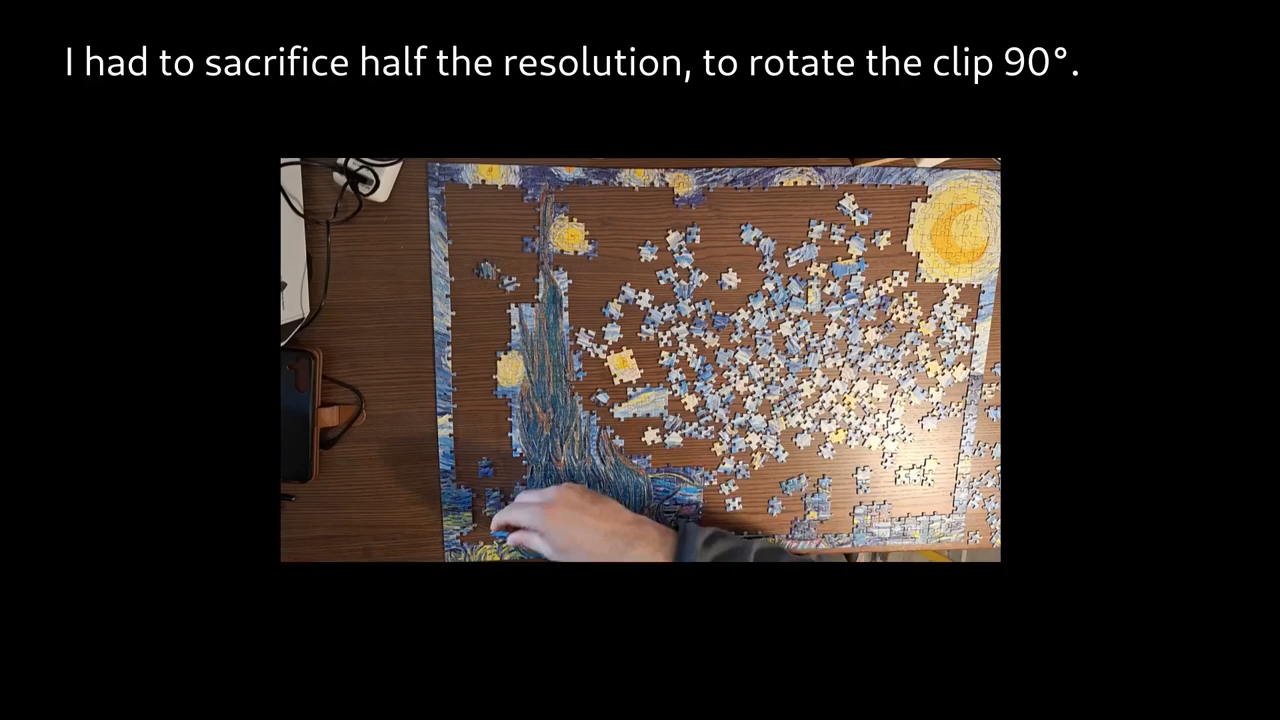 I had to sacrifice half the resolution, to rotate the clip 90°.